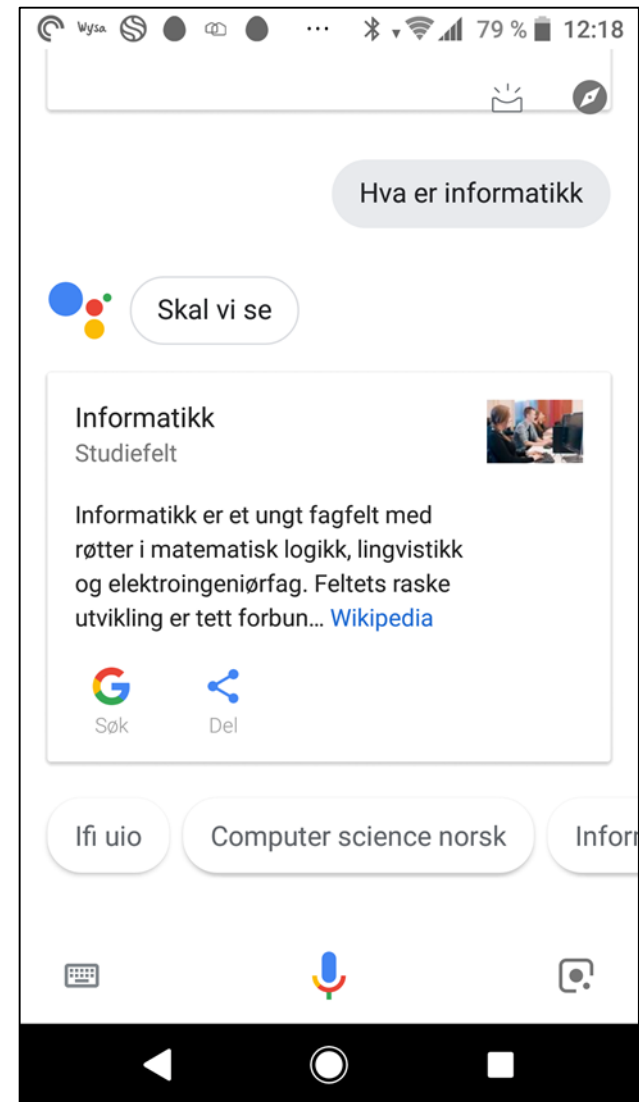 Wysa 79 % 12:18
Hva er informatikk
Skal vi se
Informatikk
Studiefelt
Informatikk er et ungt fagfelt med
røtter i matematisk logikk, lingvistikk
og elektroingeniørfag. Feltets raske
utvikling er tett forbun... Wikipedia
Søk Del
Ifi uio Computer science norsk Infor